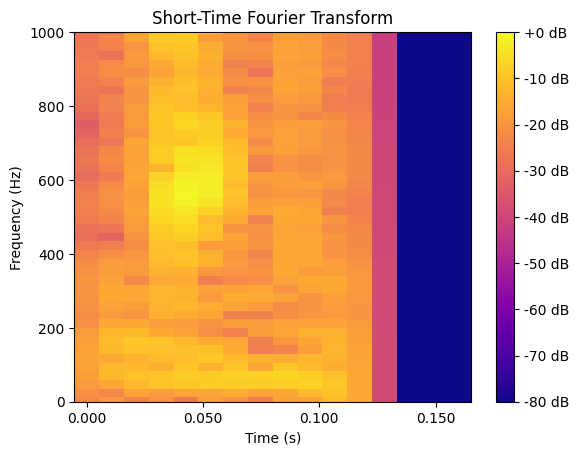 Short-Time Fourier Transform
Frequency (Hz)
1000
800
600
400
200
0
0.000
0.050
0.100
0.150
Time (s)
+0 dB
-10 dB
-20 dB
-30 dB
-40 dB
-50 dB
-60 dB
-70 dB
-80 dB